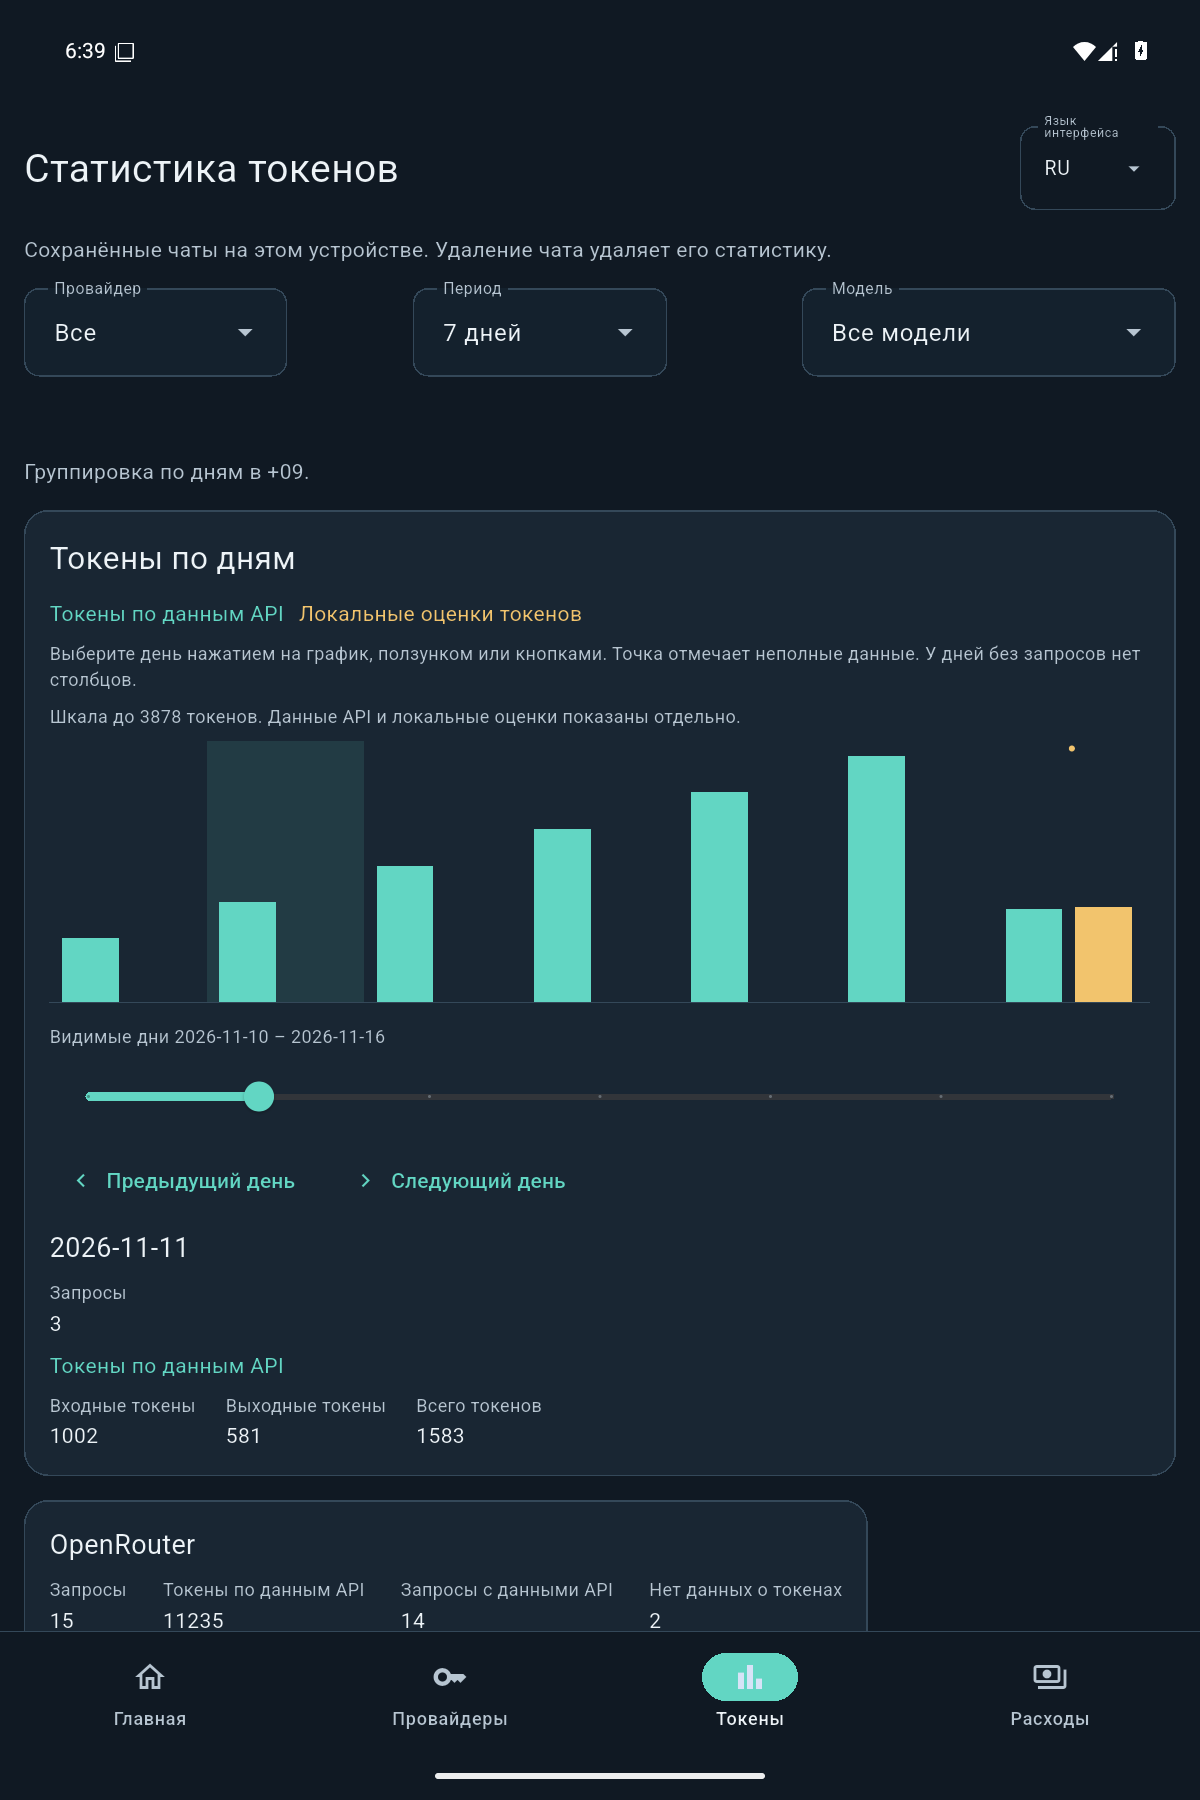 6:39
Статистика токенов
Язык
интерфейса
RU
Сохранённые чаты на этом устройстве. Удаление чата удаляет его статистику.
Провайдер
Все
Период
7 дней
Модель
Все модели
Группировка по дням в +09.
Токены по дням
Токены по данным API Локальные оценки токенов
Выберите день нажатием на график, ползунком или кнопками. Точка отмечает неполные данные. У дней без запросов нет
столбцов.
Шкала до 3878 токенов. Данные API и локальные оценки показаны отдельно.
Видимые дни 2026-11-10 – 2026-11-16
Предыдущий день Следующий день
2026-11-11
Запросы
3
Токены по данным API
Входные токены Выходные токены Всего токенов
1002 581 1583
OpenRouter
Запросы Токены по данным API Запросы с данными API Нет данных о токенах
15 11235 14 2
Главная Провайдеры Токены Расходы